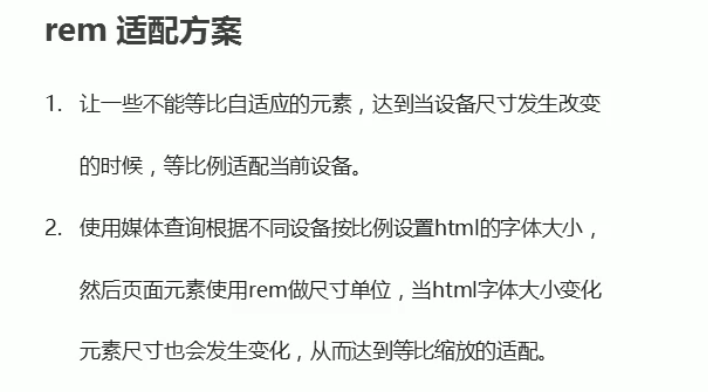 rem 适配方案
1. 让一些不能等比自适应的元素，达到当设备尺寸发生改变
的时候，等比例适配当前设备。
2. 使用媒体查询根据不同设备按比例设置html的字体大小，
然后页面元素使用rem做尺寸单位，当html字体大小变化
元素尺寸也会发生变化，从而达到等比缩放的适配。